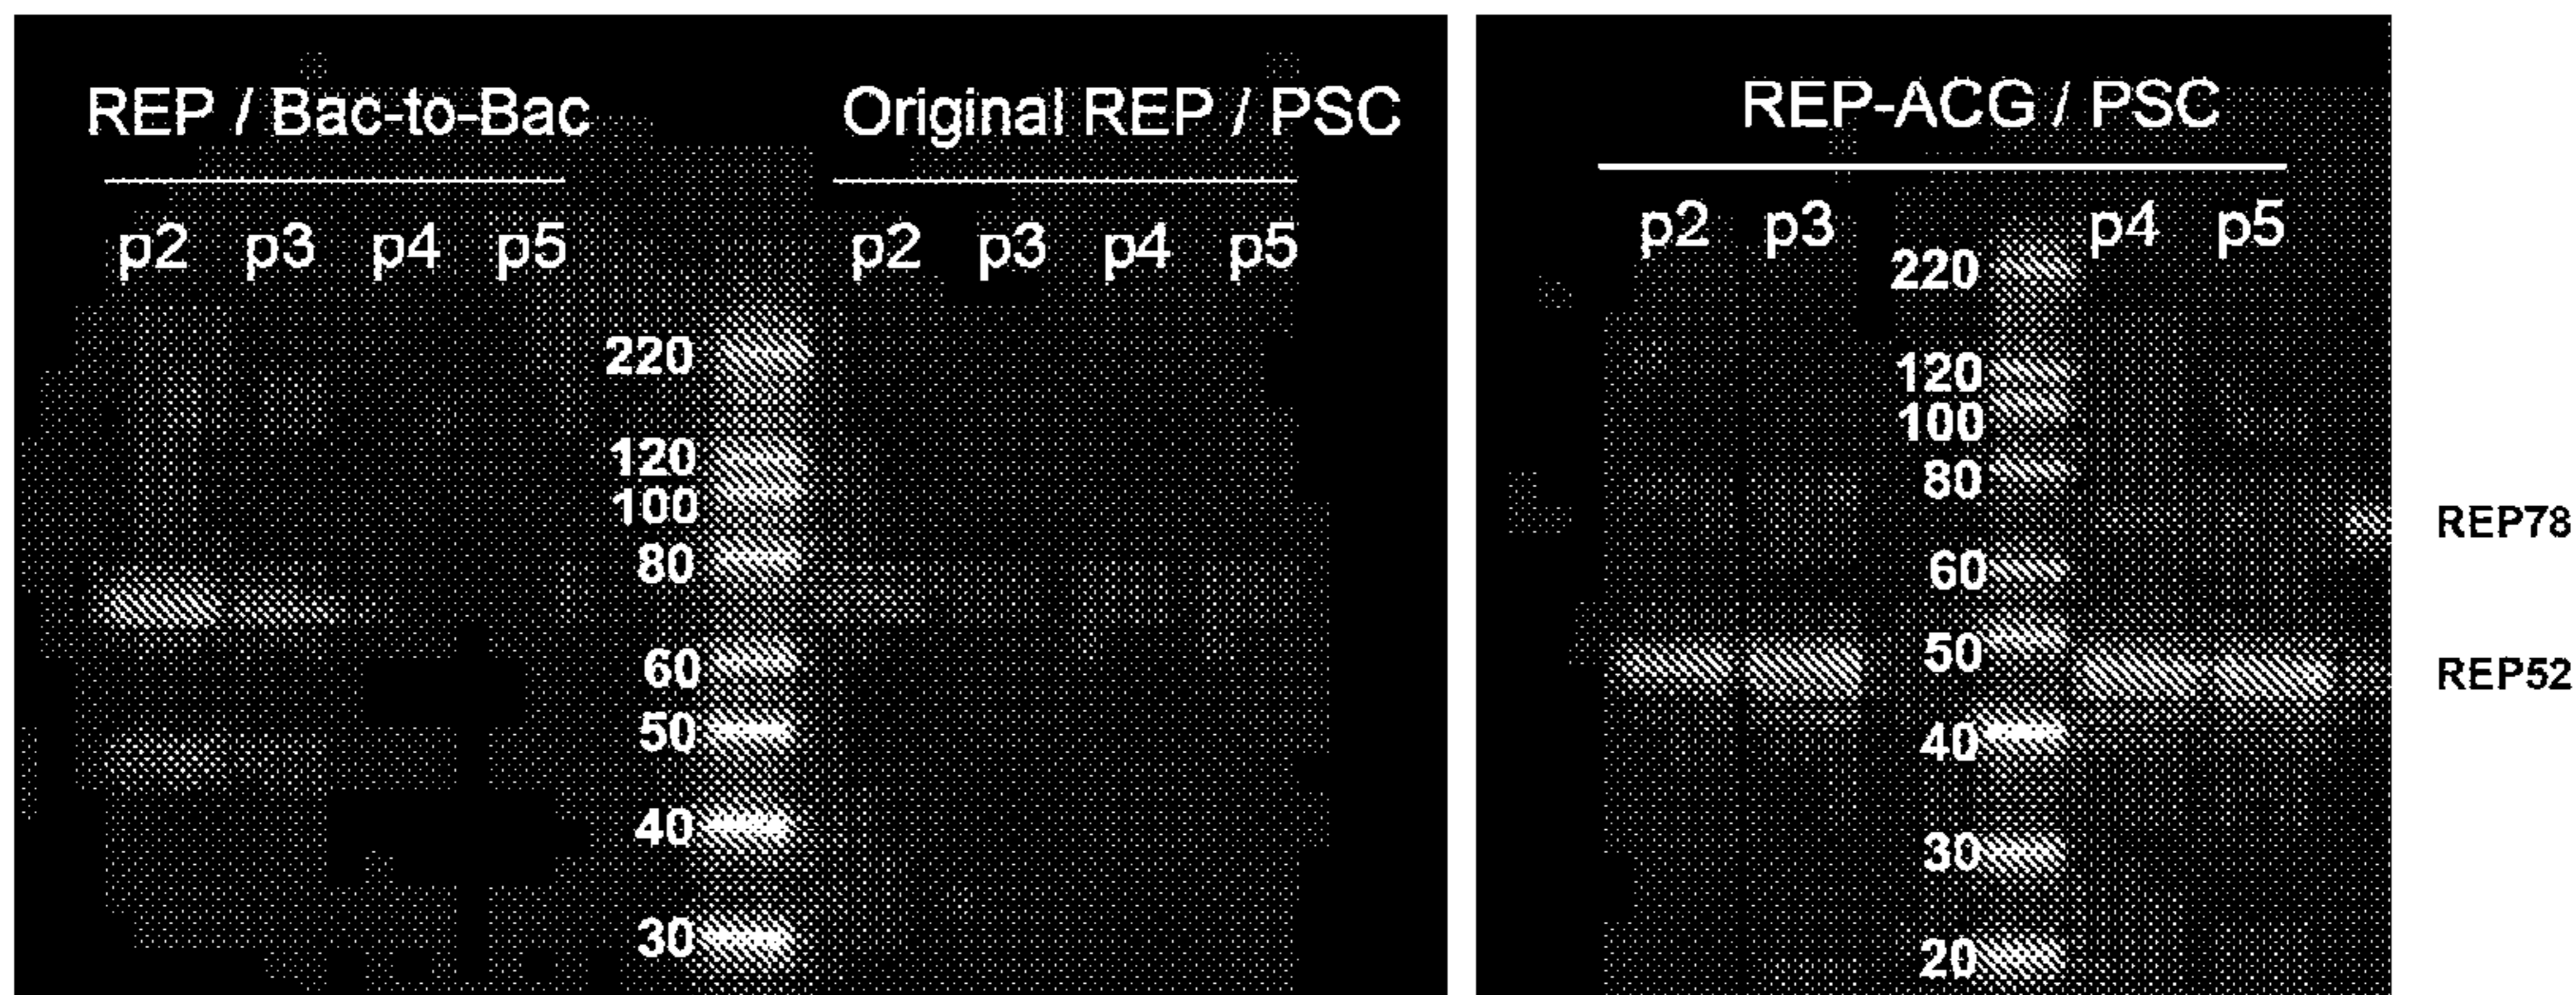 REP / Bac-to-Bac
p2 p3 p4 p5
220
120
100
80
60
50
40
30
Original REP / PSC
p2 p3 p4 p5
REP-ACG / PSC
p2 p3 p4 p5
220
120
100
80
60
50
40
30
20
REP78
REP52